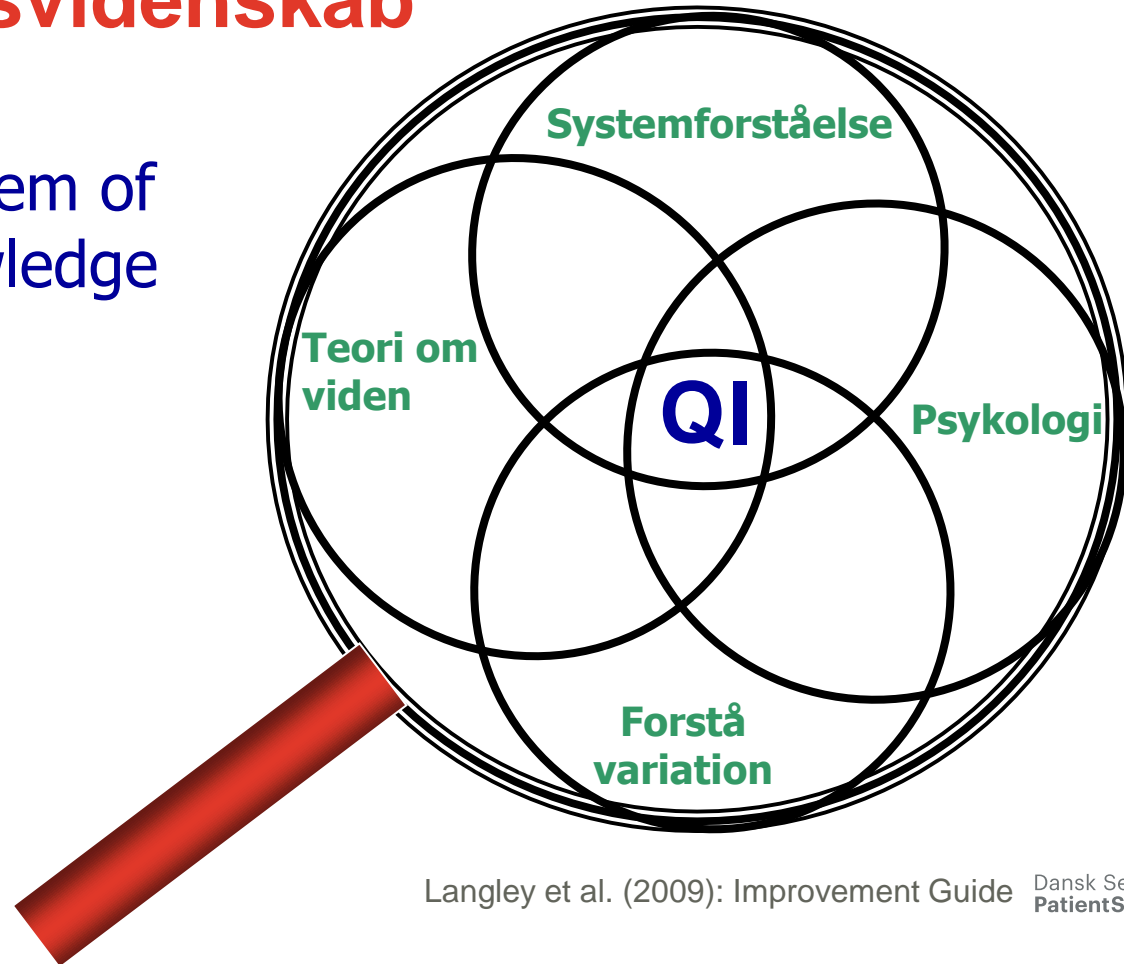 svidenskab
em of
ledge
Systemforståelse
Teori om
viden
QI
Psykologi
Forstå
variation
Langley et al. (2009): Improvement Guide
Dansk Se
PatientS